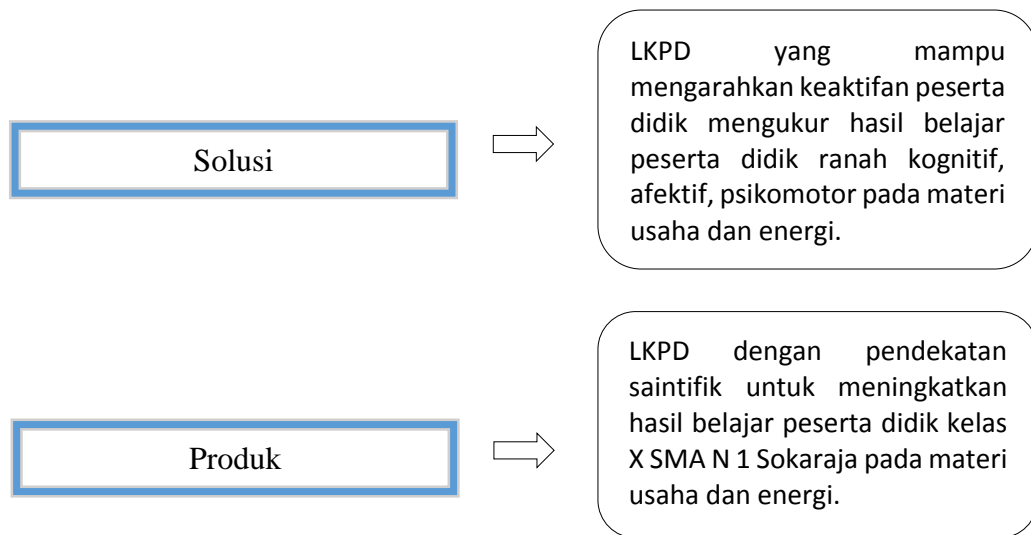 Solusi
LKPD yang mampu
mengarahkan keaktifan peserta
didik mengukur hasil belajar
peserta didik ranah kognitif,
afektif, psikomotor pada materi
usaha dan energi.
Produk
LKPD dengan pendekatan
saintifik untuk meningkatkan
hasil belajar peserta didik kelas
X SMA N 1 Sokaraja pada materi
usaha dan energi.